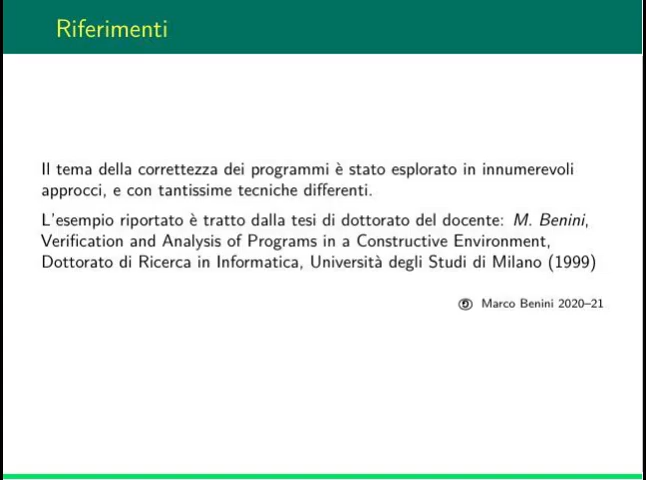 Riferimenti
Il tema della correttezza dei programmi è stato esplorato in innumerevoli
approcci, e con tantissime tecniche differenti.
L'esempio riportato è tratto dalla tesi di dottorato del docente: M. Benini,
Verification and Analysis of Programs in a Constructive Environment,
Dottorato di Ricerca in Informatica, Università degli Studi di Milano (1999)
Marco Benini 2020–21